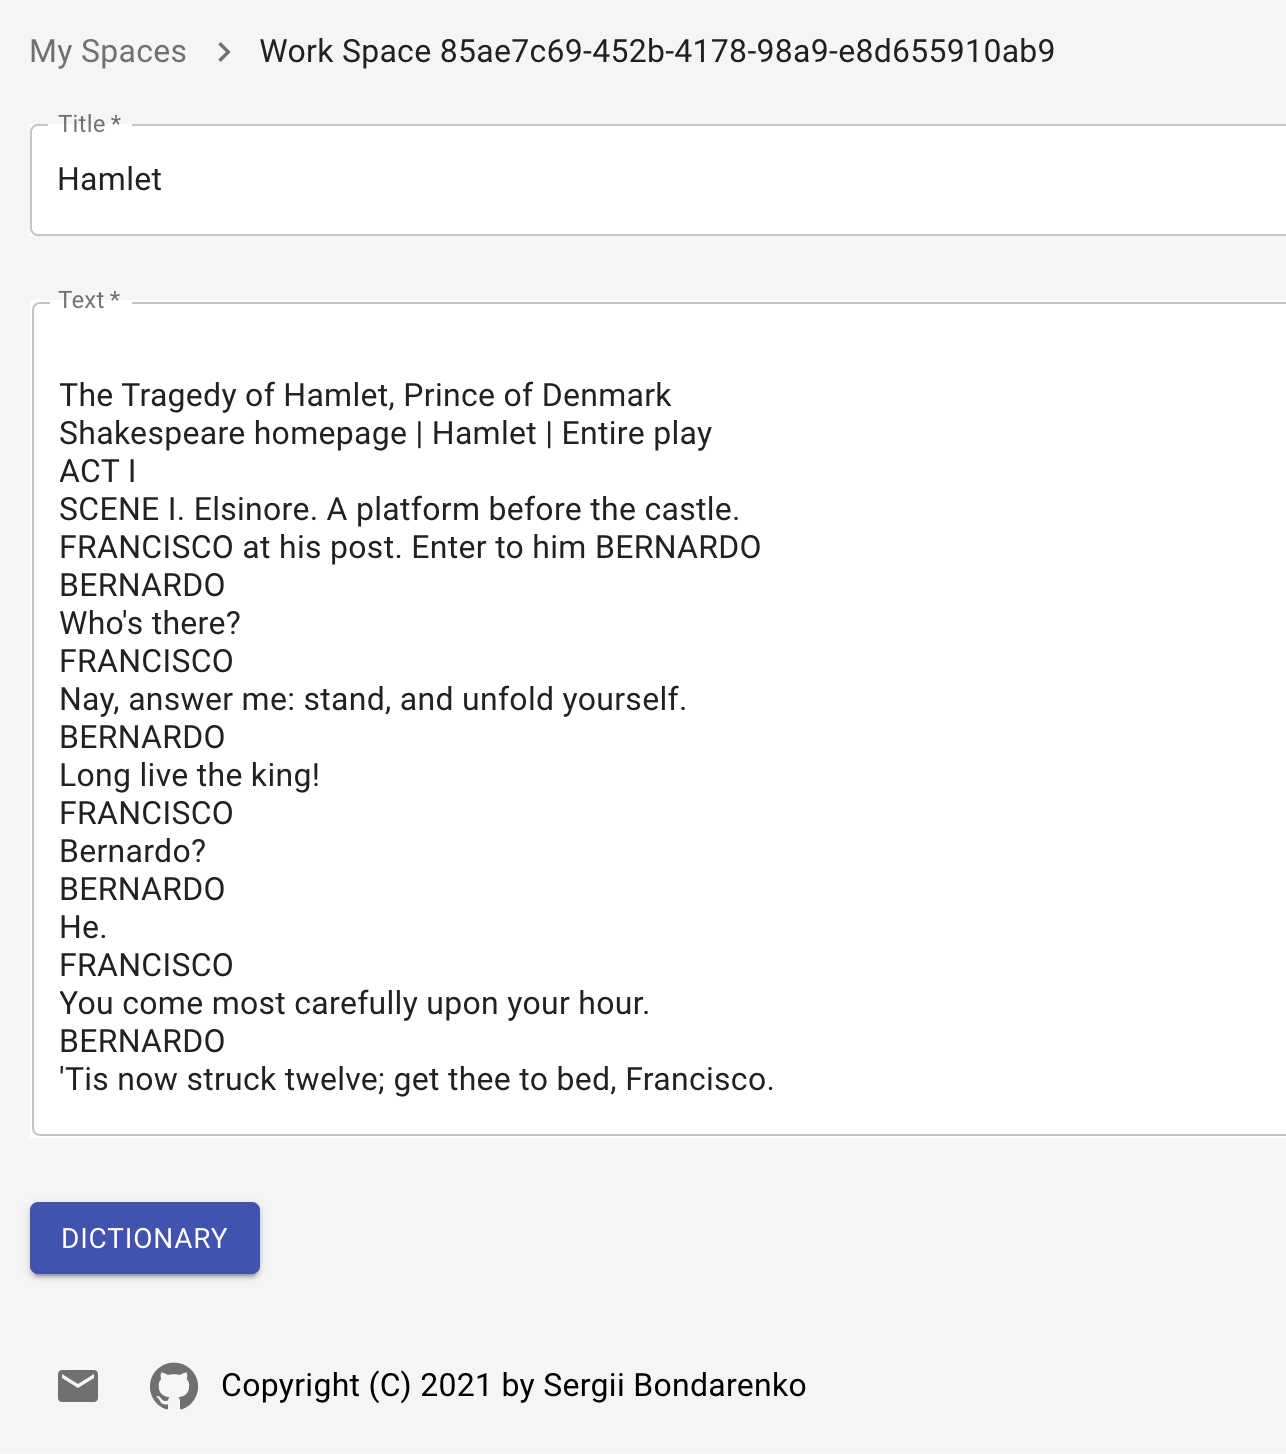 My Spaces > Work Space 85ae7c69-452b-4178-98a9-e8d655910ab9
Title *
Hamlet
Text *
The Tragedy of Hamlet, Prince of Denmark
Shakespeare homepage | Hamlet | Entire play
ACT I
SCENE I. Elsinore. A platform before the castle.
FRANCISCO at his post. Enter to him BERNARDO
BERNARDO
Who's there?
FRANCISCO
Nay, answer me: stand, and unfold yourself.
BERNARDO
Long live the king!
FRANCISCO
Bernardo?
BERNARDO
He.
FRANCISCO
You come most carefully upon your hour.
BERNARDO
'Tis now struck twelve; get thee to bed, Francisco.
DICTIONARY
Copyright (C) 2021 by Sergii Bondarenko